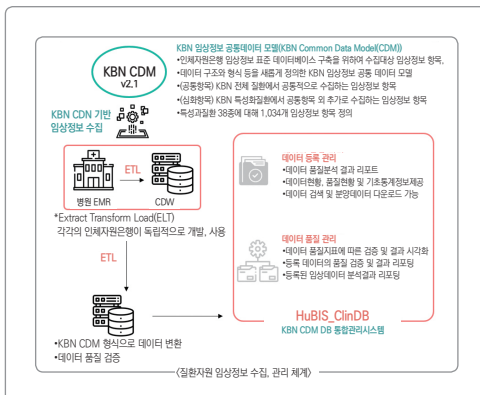 KBN 임상정보 공통데이터 모델(KBN Common Data Model(CDM))
•인체자원은행 임상정보 표준 데이터베이스 구축을 위하여 수집대상 임상정보 항목,
•데이터 구조와 형식 등을 새롭게 정의한 KBN 임상정보 공통 데이터 모델
•(공통항목) KBN 전체 질환에서 공통적으로 수집하는 임상정보 항목
•(심화항목) KBN 특성화질환에서 공통항목 외 추가로 수집하는 임상정보 항목
•특성과질환 38종에 대해 1,034개 임상정보 항목 정의
KBN CDM
v2.1
KBN CDN 기반
임상정보 수집
ETL
병원 EMR
CDW
*Extract Transform Load(ELT)
각각의 인체자원은행이 독립적으로 개발, 사용
ETL
•KBN CDM 형식으로 데이터 변환
•데이터 품질 검증
데이터 등록 관리
•데이터 품질분석 결과 리포트
•데이터현황, 품질현황 및 기초통계정보제공
•데이터 검색 및 분양데이터 다운로드 가능
데이터 품질 관리
•데이터 품질지표에 따른 검증 및 결과 시각화
•등록 데이터의 품질 검증 및 결과 리포팅
•등록된 임상데이터 분석결과 리포팅
HuBIS_ClinDB
KBN CDM DB 통합관리시스템
〈질환자원 임상정보 수집, 관리 체계〉